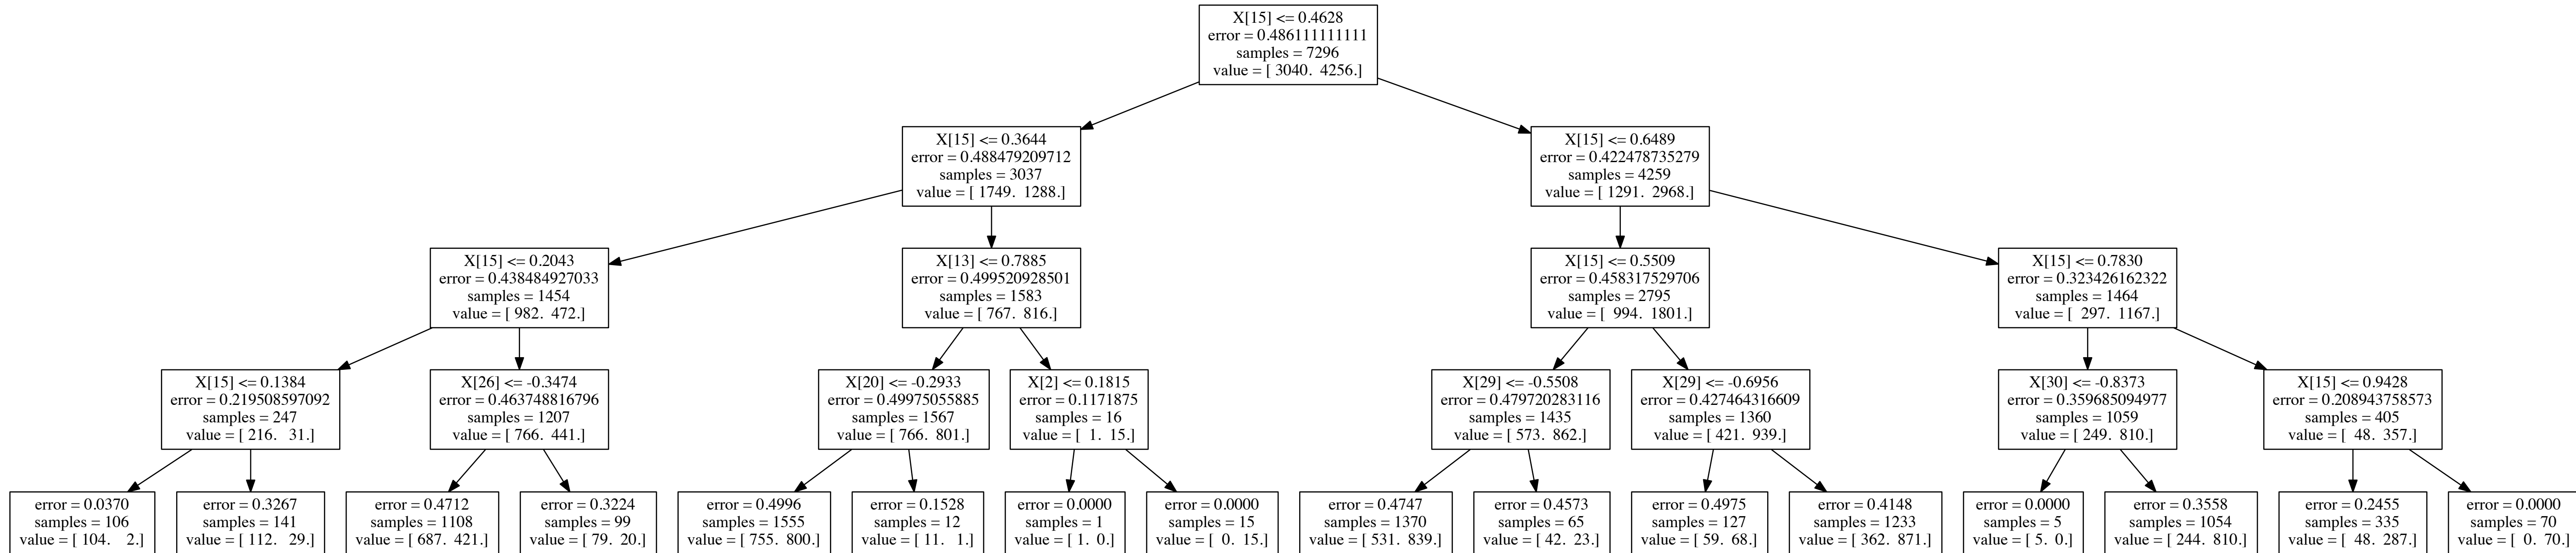 X[15] <= 0.4628
error = 0.486111111111
samples = 7296
value = [ 3040.  4256.]
X[15] <= 0.3644
error = 0.488479209712
samples = 3037
value = [ 1749.  1288.]
X[15] <= 0.6489
error = 0.422478735279
samples = 4259
value = [ 1291.  2968.]
X[15] <= 0.2043
error = 0.438484927033
samples = 1454
value = [ 982.  472.]
X[13] <= 0.7885
error = 0.499520928501
samples = 1583
value = [ 767.  816.]
X[15] <= 0.5509
error = 0.458317529706
samples = 2795
value = [  994.  1801.]
X[15] <= 0.7830
error = 0.323426162322
samples = 1464
value = [  297.  1167.]
X[15] <= 0.1384
error = 0.219508597092
samples = 247
value = [ 216.   31.]
X[26] <= -0.3474
error = 0.463748816796
samples = 1207
value = [ 766.  441.]
X[20] <= -0.2933
error = 0.49975055885
samples = 1567
value = [ 766.  801.]
X[2] <= 0.1815
error = 0.1171875
samples = 16
value = [  1.  15.]
X[29] <= -0.5508
error = 0.479720283116
samples = 1435
value = [ 573.  862.]
X[29] <= -0.6956
error = 0.427464316609
samples = 1360
value = [ 421.  939.]
X[30] <= -0.8373
error = 0.359685094977
samples = 1059
value = [ 249.  810.]
X[15] <= 0.9428
error = 0.208943758573
samples = 405
value = [  48.  357.]
error = 0.0370
samples = 106
value = [ 104.    2.]
error = 0.3267
samples = 141
value = [ 112.  29.]
error = 0.4712
samples = 1108
value = [ 687.  421.]
error = 0.3224
samples = 99
value = [ 79.  20.]
error = 0.4996
samples = 1555
value = [ 755.  800.]
error = 0.1528
samples = 12
value = [ 11.   1.]
error = 0.0000
samples = 1
value = [ 1.  0.]
error = 0.0000
samples = 15
value = [  0.  15.]
error = 0.4747
samples = 1370
value = [ 531.  839.]
error = 0.4573
samples = 65
value = [ 42.  23.]
error = 0.4975
samples = 127
value = [ 59.  68.]
error = 0.4148
samples = 1233
value = [ 362.  871.]
error = 0.0000
samples = 5
value = [ 5.  0.]
error = 0.3558
samples = 1054
value = [ 244.  810.]
error = 0.2455
samples = 335
value = [  48.  287.]
error = 0.0000
samples = 70
value = [  0.  70.]